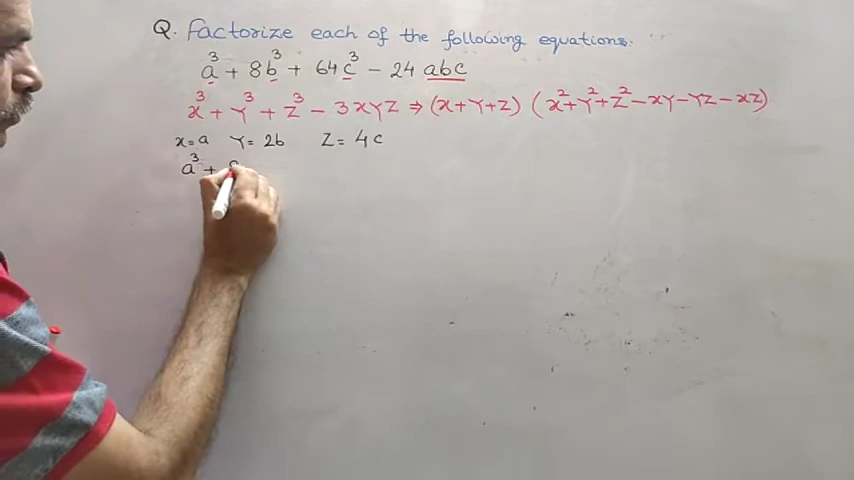 Q. Factorize each of the following equations.
a³ + 8b³ + 64c³ - 24 abc
x³ + Y³ + Z³ - 3XYZ ⇒ (x+Y+Z) (x²+Y²+Z²-XY-YZ-XZ)
x=a Y= 2b Z= 4c
a³ +